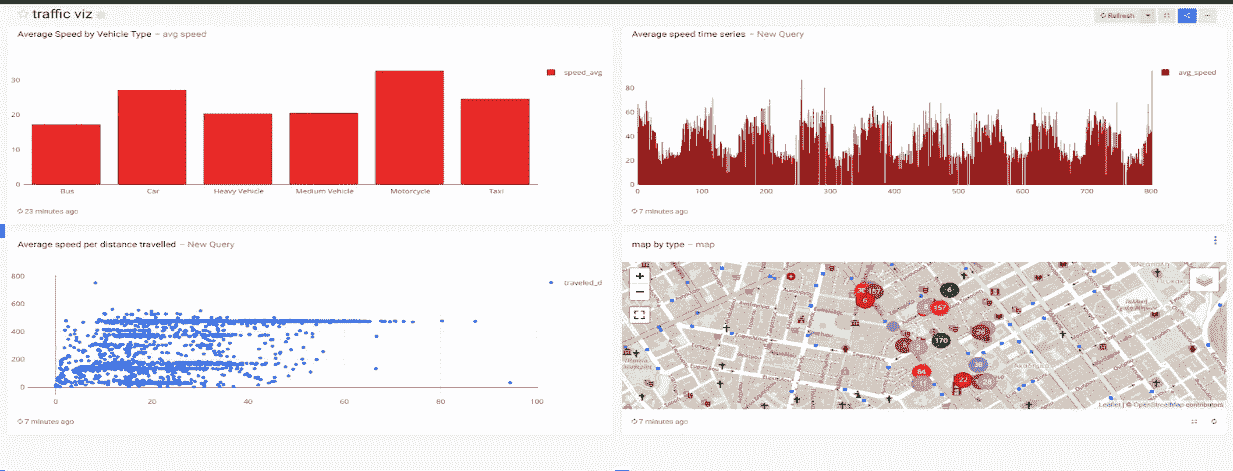 traffic viz
Refresh
Average Speed by Vehicle Type – avg speed
30
20
10
0
Bus Car Heavy Vehicle Medium Vehicle Motorcycle Taxi
speed_avg
23 minutes ago
Average speed time series – New Query
80
60
40
20
0
0 100 200 300 400 500 600 700 800
avg_speed
7 minutes ago
Average speed per distance travelled – New Query
800
600
400
200
0
0 20 40 60 80 100
traveled_d
7 minutes ago
map by type – map
+
−
157
6
6
157
170
64
22
Leaflet | © OpenStreetMap contributors
7 minutes ago